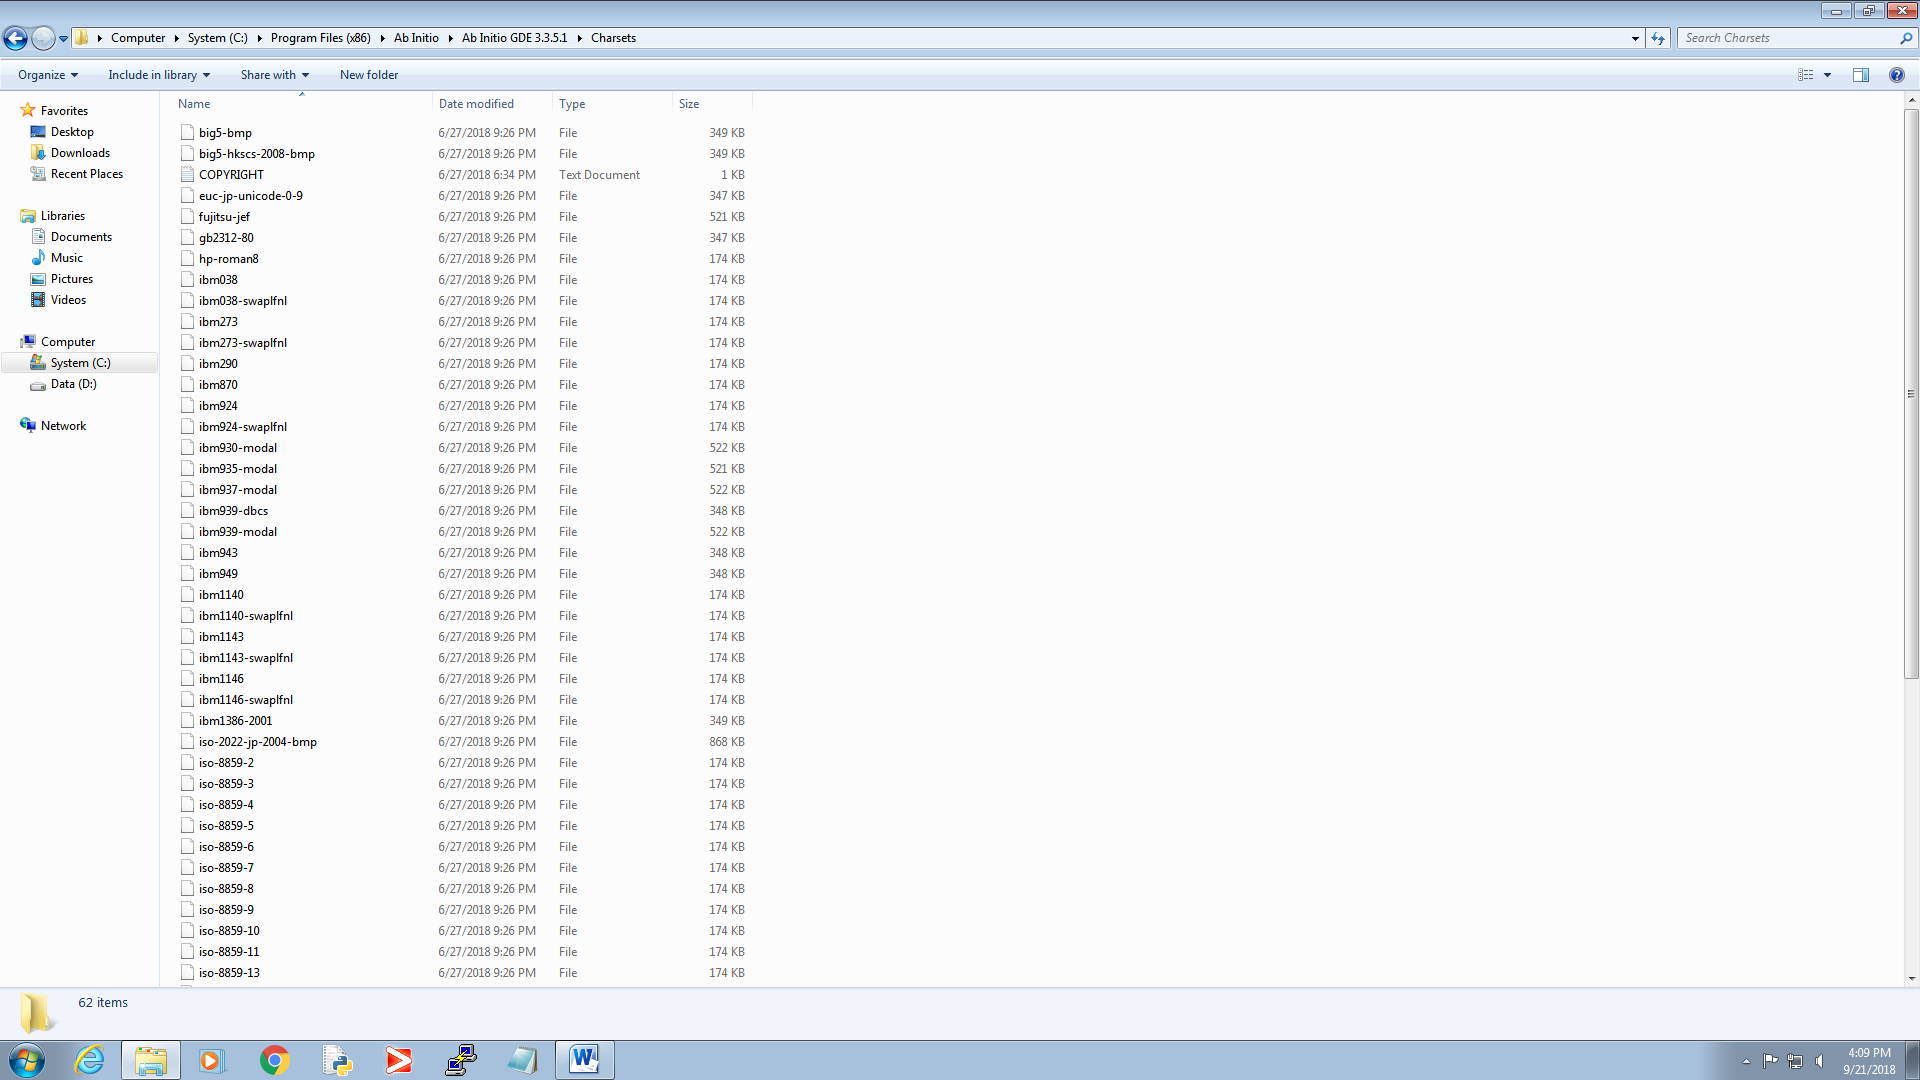 Computer System (C:) Program Files (x86) Ab Initio Ab Initio GDE 3.3.5.1 Charsets Search Charsets
Organize Include in library Share with New folder
Favorites
Desktop
Downloads
Recent Places
Libraries
Documents
Music
Pictures
Videos
Computer
System (C:)
Data (D:)
Network
Name Date modified Type Size
big5-bmp 6/27/2018 9:26 PM File 349 KB
big5-hkscs-2008-bmp 6/27/2018 9:26 PM File 349 KB
COPYRIGHT 6/27/2018 6:34 PM Text Document 1 KB
euc-jp-unicode-0-9 6/27/2018 9:26 PM File 347 KB
fujitsu-jef 6/27/2018 9:26 PM File 521 KB
gb2312-80 6/27/2018 9:26 PM File 347 KB
hp-roman8 6/27/2018 9:26 PM File 174 KB
ibm038 6/27/2018 9:26 PM File 174 KB
ibm038-swaplfnl 6/27/2018 9:26 PM File 174 KB
ibm273 6/27/2018 9:26 PM File 174 KB
ibm273-swaplfnl 6/27/2018 9:26 PM File 174 KB
ibm290 6/27/2018 9:26 PM File 174 KB
ibm870 6/27/2018 9:26 PM File 174 KB
ibm924 6/27/2018 9:26 PM File 174 KB
ibm924-swaplfnl 6/27/2018 9:26 PM File 174 KB
ibm930-modal 6/27/2018 9:26 PM File 522 KB
ibm935-modal 6/27/2018 9:26 PM File 521 KB
ibm937-modal 6/27/2018 9:26 PM File 522 KB
ibm939-dbcs 6/27/2018 9:26 PM File 348 KB
ibm939-modal 6/27/2018 9:26 PM File 522 KB
ibm943 6/27/2018 9:26 PM File 348 KB
ibm949 6/27/2018 9:26 PM File 348 KB
ibm1140 6/27/2018 9:26 PM File 174 KB
ibm1140-swaplfnl 6/27/2018 9:26 PM File 174 KB
ibm1143 6/27/2018 9:26 PM File 174 KB
ibm1143-swaplfnl 6/27/2018 9:26 PM File 174 KB
ibm1146 6/27/2018 9:26 PM File 174 KB
ibm1146-swaplfnl 6/27/2018 9:26 PM File 174 KB
ibm1386-2001 6/27/2018 9:26 PM File 349 KB
iso-2022-jp-2004-bmp 6/27/2018 9:26 PM File 868 KB
iso-8859-2 6/27/2018 9:26 PM File 174 KB
iso-8859-3 6/27/2018 9:26 PM File 174 KB
iso-8859-4 6/27/2018 9:26 PM File 174 KB
iso-8859-5 6/27/2018 9:26 PM File 174 KB
iso-8859-6 6/27/2018 9:26 PM File 174 KB
iso-8859-7 6/27/2018 9:26 PM File 174 KB
iso-8859-8 6/27/2018 9:26 PM File 174 KB
iso-8859-9 6/27/2018 9:26 PM File 174 KB
iso-8859-10 6/27/2018 9:26 PM File 174 KB
iso-8859-11 6/27/2018 9:26 PM File 174 KB
iso-8859-13 6/27/2018 9:26 PM File 174 KB
62 items
4:09 PM
9/21/2018